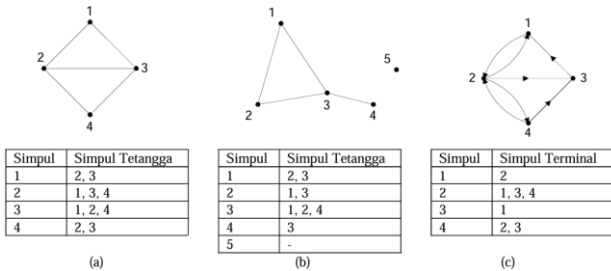 1
2
3
4
1
2
3
4
5
1
2
3
4
Simpul Simpul Tetangga
1 2, 3
2 1, 3, 4
3 1, 2, 4
4 2, 3
(a)
Simpul Simpul Tetangga
1 2, 3
2 1, 3
3 1, 2, 4
4 3
5 -
(b)
Simpul Simpul Terminal
1 2
2 1, 3, 4
3 1
4 2, 3
(c)